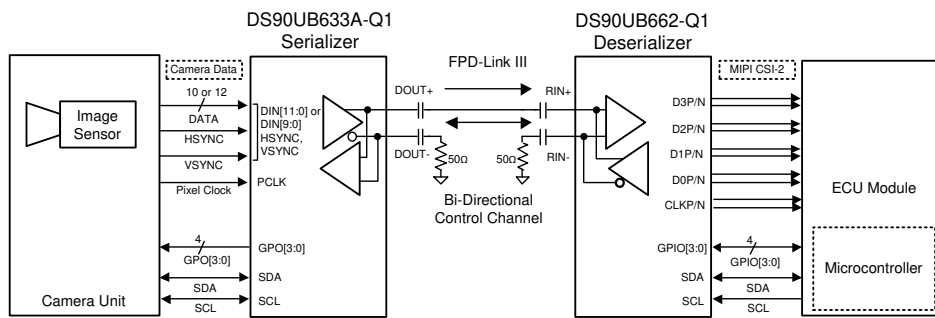 DS90UB633A-Q1
Serializer
DS90UB662-Q1
Deserializer
Camera Data
FPD-Link III
MIPI CSI-2
Image
Sensor
10 or 12
DATA
HSYNC
VSYNC
Pixel Clock
DIN[11:0] or
DIN[9:0]
HSYNC,
VSYNC
PCLK
DOUT+
DOUT-
50Ω
RIN+
RIN-
50Ω
Bi-Directional
Control Channel
D3P/N
D2P/N
D1P/N
D0P/N
CLKP/N
ECU Module
4
GPO[3:0]
GPO[3:0]
SDA
SDA
SCL
SCL
Camera Unit
GPIO[3:0]
4
GPIO[3:0]
SDA
SDA
SCL
SCL
Microcontroller